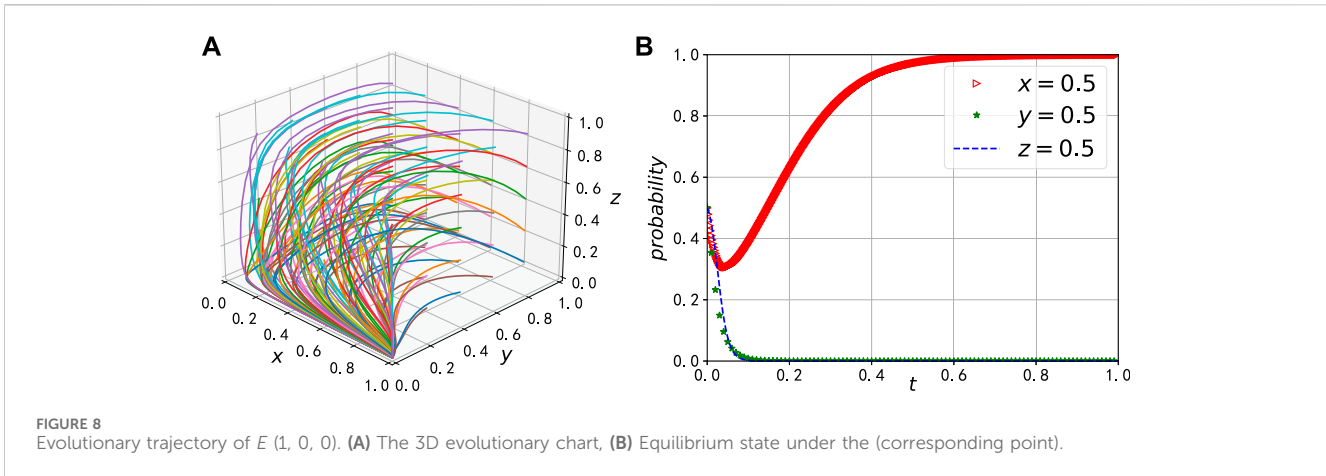 A
0.0
0.2
0.4
0.6
0.8
1.0
x
0.0
0.2
0.4
0.6
0.8
1.0
y
0.0
0.2
0.4
0.6
0.8
1.0
z
B
1.0
0.8
0.6
0.4
0.2
0.0
probability
0.0
0.2
0.4
0.6
0.8
1.0
t
x = 0.5
y = 0.5
z = 0.5
FIGURE 8
Evolutionary trajectory of E (1, 0, 0). (A) The 3D evolutionary chart, (B) Equilibrium state under the (corresponding point).